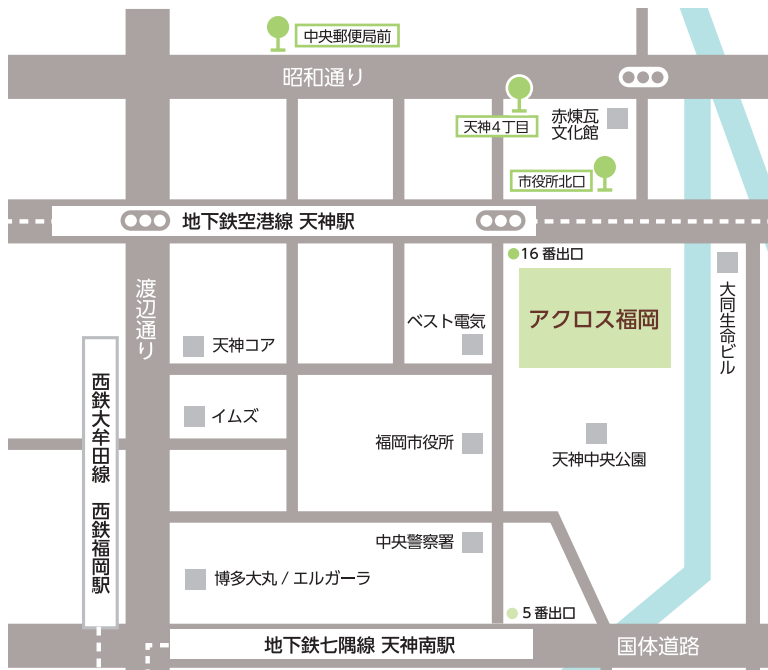 中央郵便局前
昭和通り
天神4丁目
赤煉瓦
文化館
市役所北口
地下鉄空港線 天神駅
16番出口
渡辺通り
アクロス福岡
大同生命ビル
ベスト電気
天神コア
西鉄大牟田線 西鉄福岡駅
イムズ
福岡市役所
天神中央公園
中央警察署
博多大丸 / エルガーラ
5番出口
地下鉄七隈線 天神南駅
国体道路